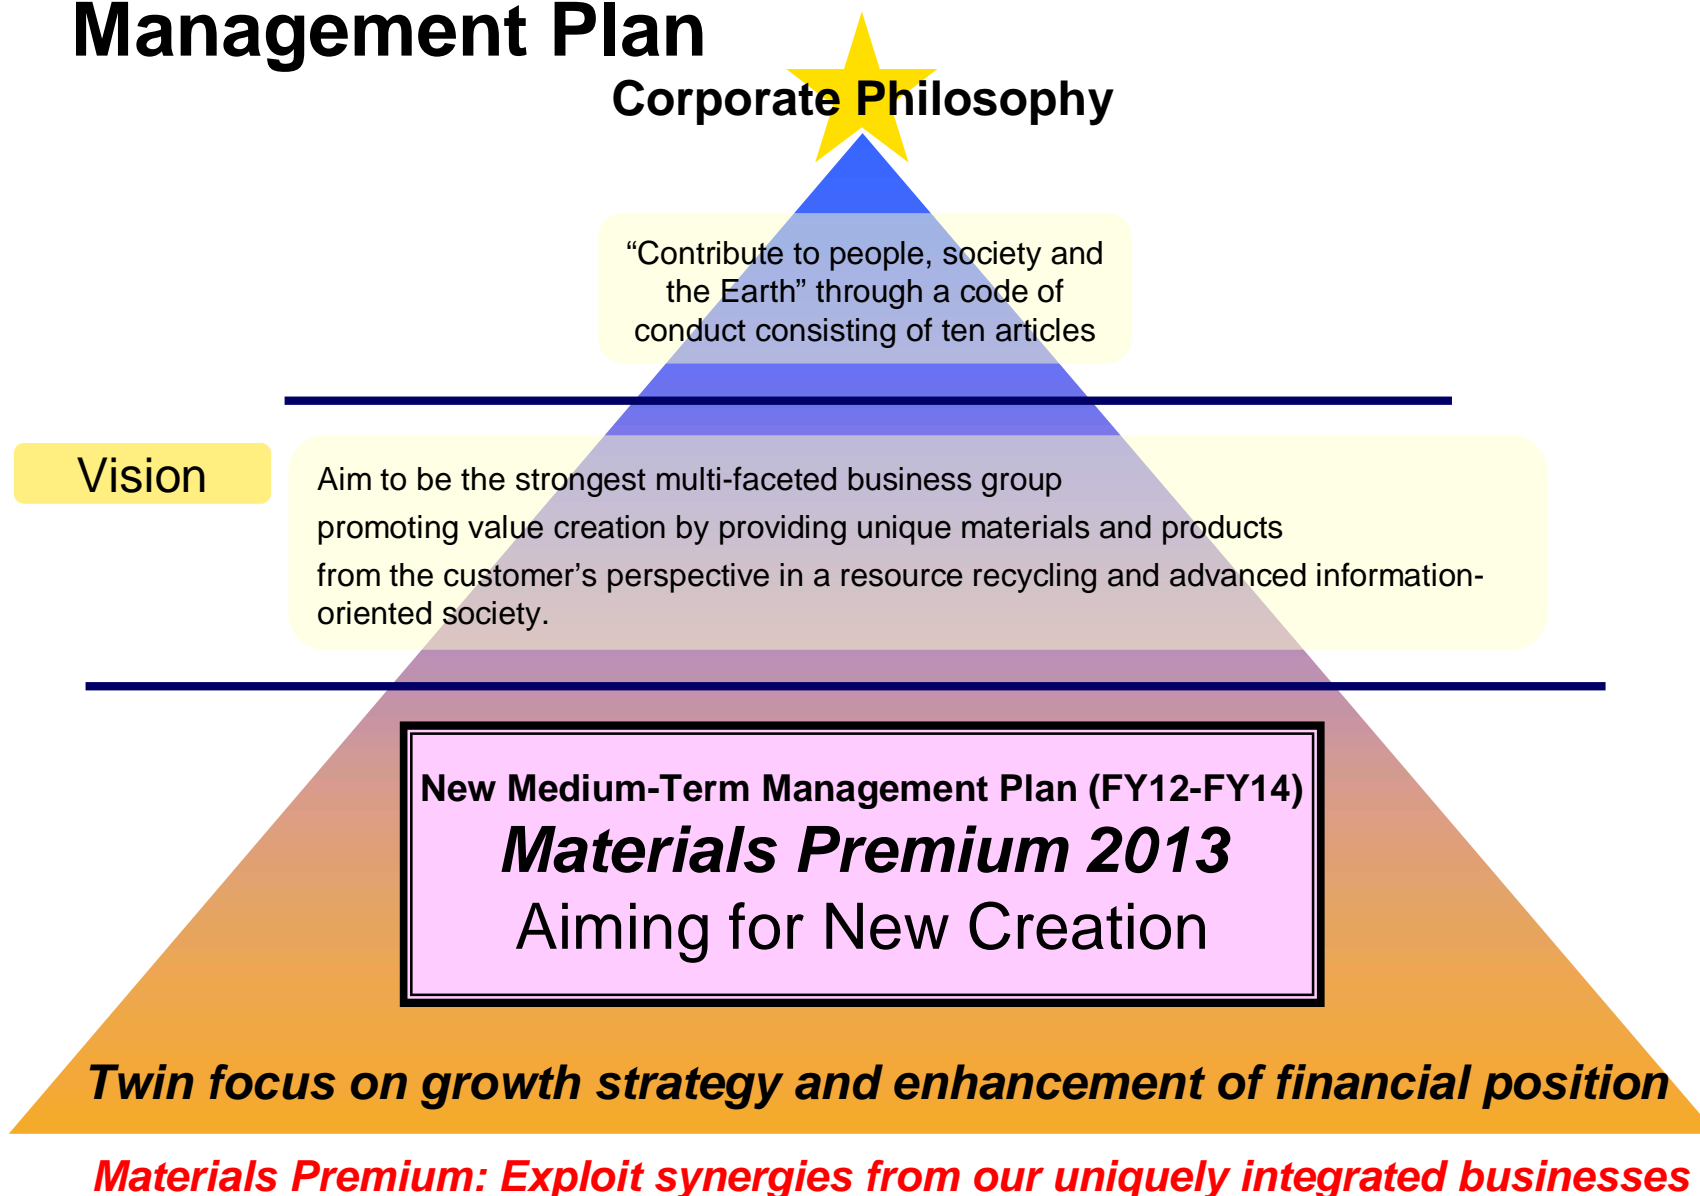 Management Plan
Corporate Philosophy
“Contribute to people, society and
the Earth” through a code of
conduct consisting of ten articles
Vision
Aim to be the strongest multi-faceted business group
promoting value creation by providing unique materials and products
from the customer’s perspective in a resource recycling and advanced information-
oriented society.
New Medium-Term Management Plan (FY12-FY14)
Materials Premium 2013
Aiming for New Creation
Twin focus on growth strategy and enhancement of financial position
Materials Premium: Exploit synergies from our uniquely integrated businesses